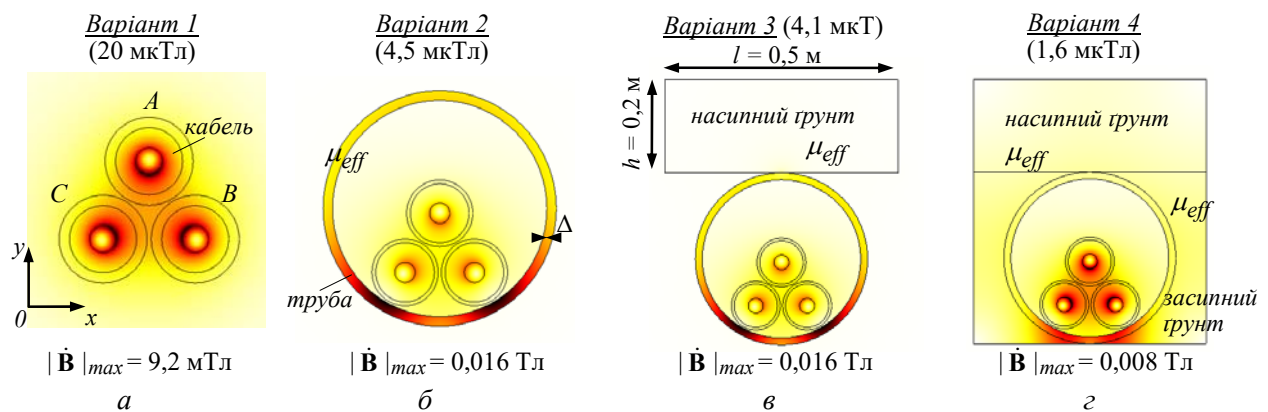 Варіант 1
(20 мкТл)
A
кабель
C
B
y
0
x
| Ḃ |max = 9,2 мТл
а
Варіант 2
(4,5 мкТл)
μeff
Δ
труба
| Ḃ |max = 0,016 Тл
б
Варіант 3 (4,1 мкТ)
l = 0,5 м
h = 0,2 м
насипний ґрунт
μeff
| Ḃ |max = 0,016 Тл
в
Варіант 4
(1,6 мкТл)
насипний ґрунт
μeff
μeff
засипний
ґрунт
| Ḃ |max = 0,008 Тл
г